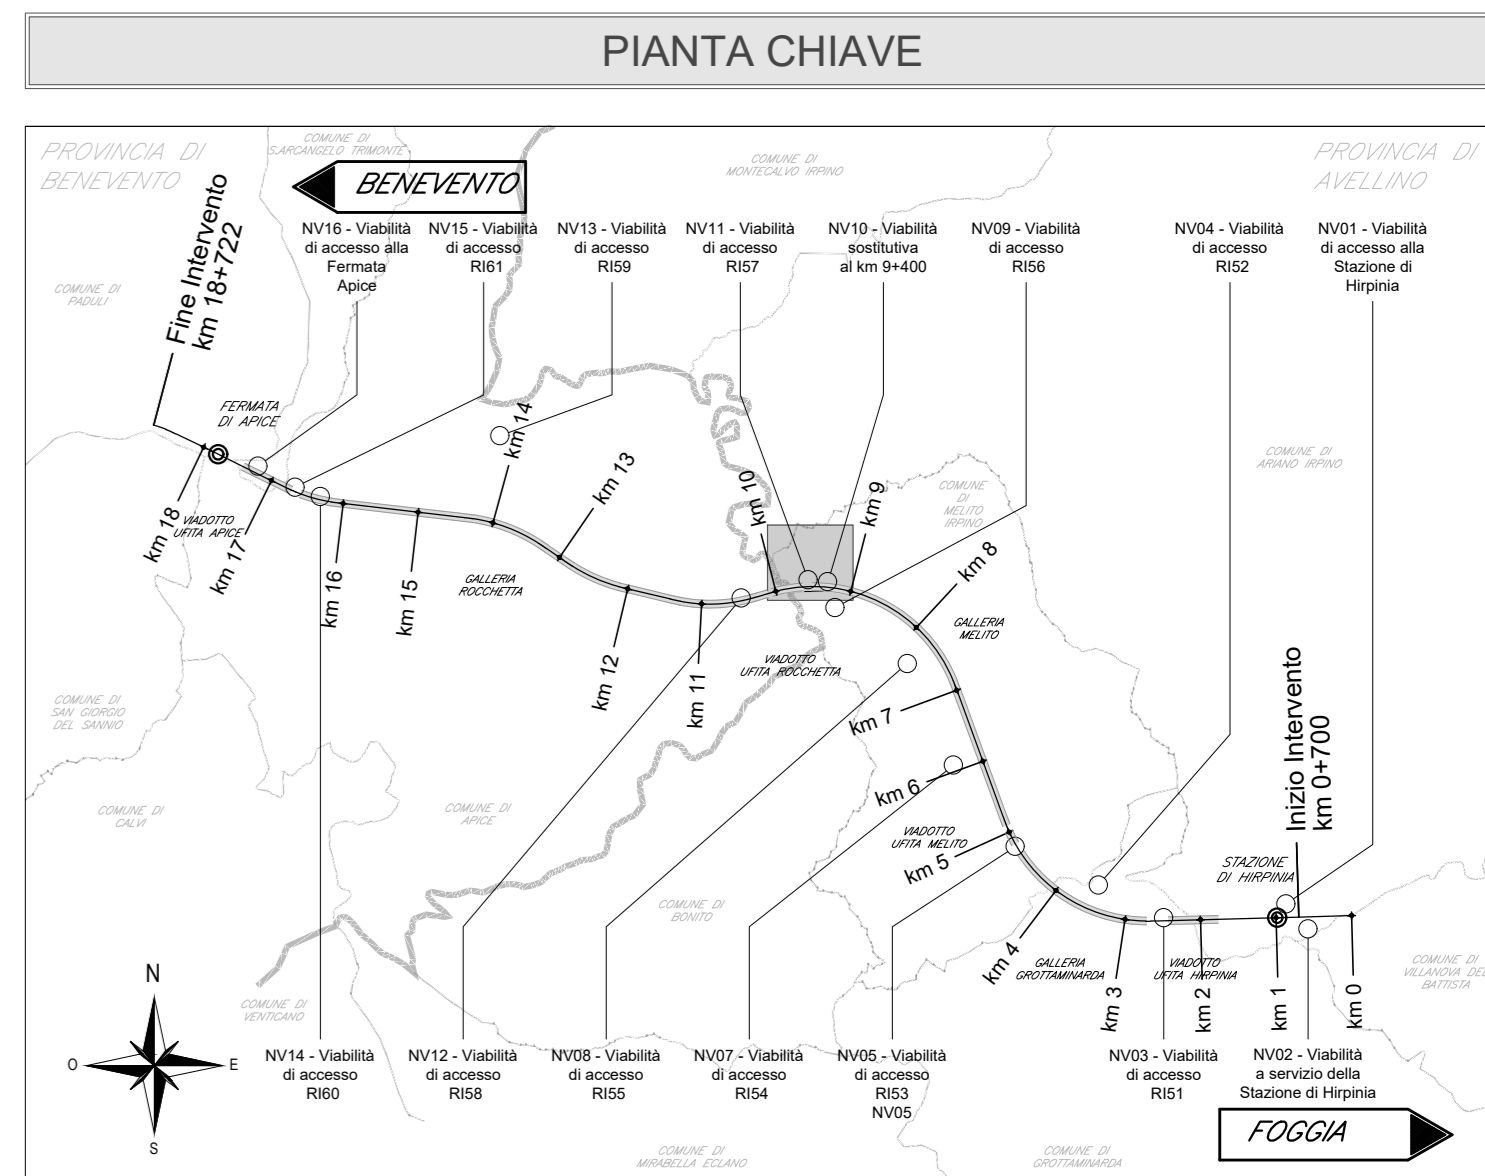 PIANTA CHIAVE
PROVINCIA DI
BENEVENTO
COMUNE DI
S.ARCANGELO TRIMONTE
BENEVENTO
COMUNE DI
MONTECALVO IRPINO
PROVINCIA DI
AVELLINO
Fine Intervento
km 18+722
NV16 - Viabilità
di accesso alla
Fermata
Apice
NV15 - Viabilità
di accesso
RI61
NV13 - Viabilità
di accesso
RI59
NV11 - Viabilità
di accesso
RI57
NV10 - Viabilità
sostitutiva
al km 9+400
NV09 - Viabilità
di accesso
RI56
NV04 - Viabilità
di accesso
RI52
NV01 - Viabilità
di accesso alla
Stazione di
Hirpinia
COMUNE DI
PADULI
FERMATA
DI APICE
COMUNE DI
ARIANO IRPINO
COMUNE
DI
MELITO
IRPINO
km 18
VIADOTTO
UFITA APICE
km 17
km 16
km 15
km 14
km 13
km 12
km 11
km 10
km 9
km 8
GALLERIA
ROCCHETTA
GALLERIA
MELITO
VIADOTTO
UFITA ROCCHETTA
COMUNE DI
SAN GIORGIO
DEL SANNIO
km 7
km 6
Inizio Intervento
km 0+700
COMUNE DI
CALVI
COMUNE DI
APICE
VIADOTTO
UFITA MELITO
km 5
STAZIONE
DI HIRPINIA
COMUNE DI
BONITO
km 4
GALLERIA
GROTTAMINARDA
km 3
VIADOTTO
UFITA HIRPINIA
km 2
km 1
km 0
COMUNE DI
VILLANOVA DEL
BATTISTA
COMUNE DI
VENTICANO
N
O
E
S
NV14 - Viabilità
di accesso
RI60
NV12 - Viabilità
di accesso
RI58
NV08 - Viabilità
di accesso
RI55
NV07 - Viabilità
di accesso
RI54
NV05 - Viabilità
di accesso
RI53
NV05
NV03 - Viabilità
di accesso
RI51
NV02 - Viabilità
a servizio della
Stazione di Hirpinia
FOGGIA
COMUNE DI
MIRABELLA ECLANO
COMUNE DI
GROTTAMINARDA